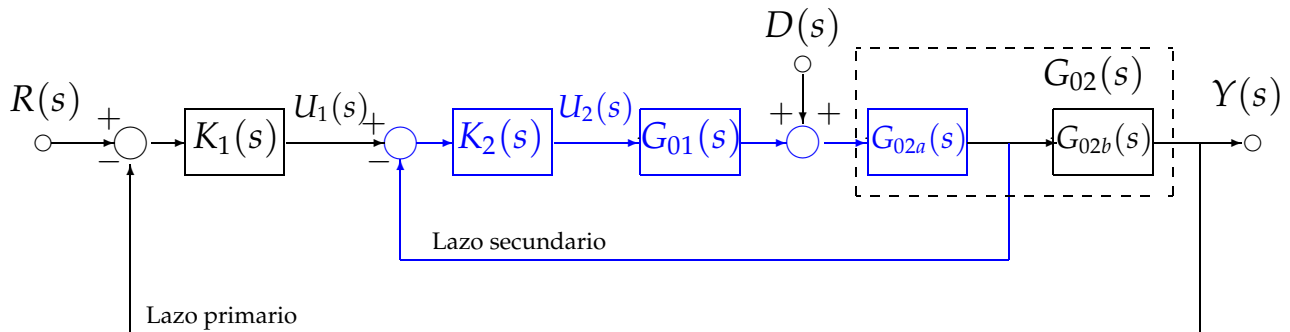 D(s)
G02(s)
R(s)
Y(s)
+
K1(s)
U1(s)
+
K2(s)
U2(s)
G01(s)
+ +
G02a(s)
G02b(s)
−
−
Lazo secundario
Lazo primario